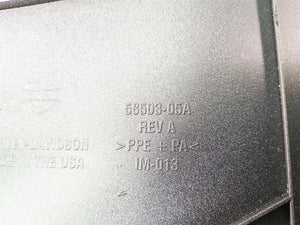 58503-05A
REV A
>PPE + PA<
IM-013
DAVIDSON
IN THE USA